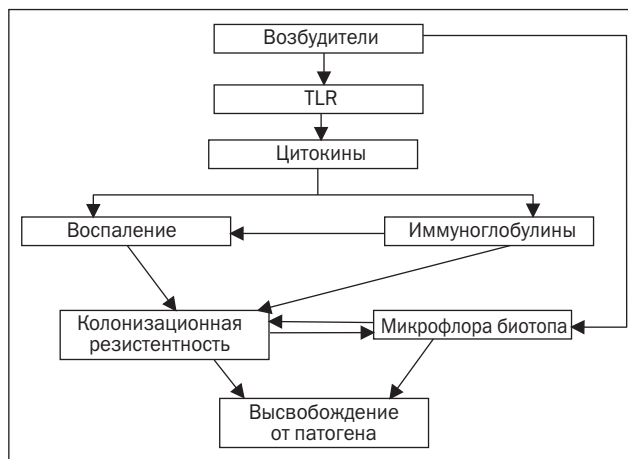 Возбудители
TLR
Цитокины
Воспаление
Иммуноглобулины
Колонизационная
резистентность
Микрофлора биотопа
Высвобождение
от патогена